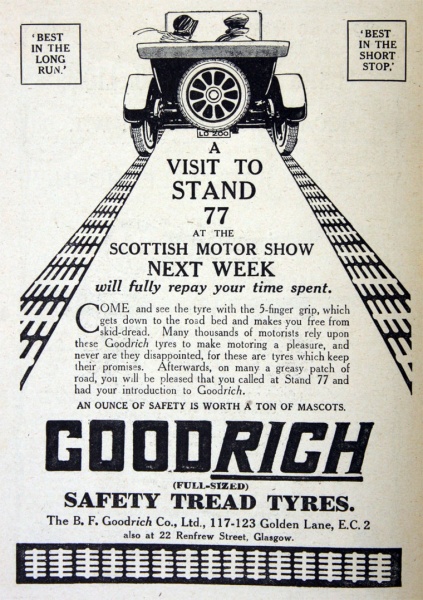 'BEST
IN THE
LONG
RUN.'
'BEST
IN THE
SHORT
STOP.'
LO 200
A
VISIT TO
STAND
77
AT THE
SCOTTISH MOTOR SHOW
NEXT WEEK
will fully repay your time spent.
COME and see the tyre with the 5-finger grip, which
gets down to the road bed and makes you free from
skid-dread. Many thousands of motorists rely upon
these Goodrich tyres to make motoring a pleasure, and
never are they disappointed, for these are tyres which keep
their promises. Afterwards, on many a greasy patch of
road, you will be pleased that you called at Stand 77 and
had your introduction to Goodrich.
AN OUNCE OF SAFETY IS WORTH A TON OF MASCOTS.
GOODRICH
(FULL-SIZED)
SAFETY TREAD TYRES.
The B. F. Goodrich Co., Ltd., 117-123 Golden Lane, E.C. 2
also at 22 Renfrew Street, Glasgow.